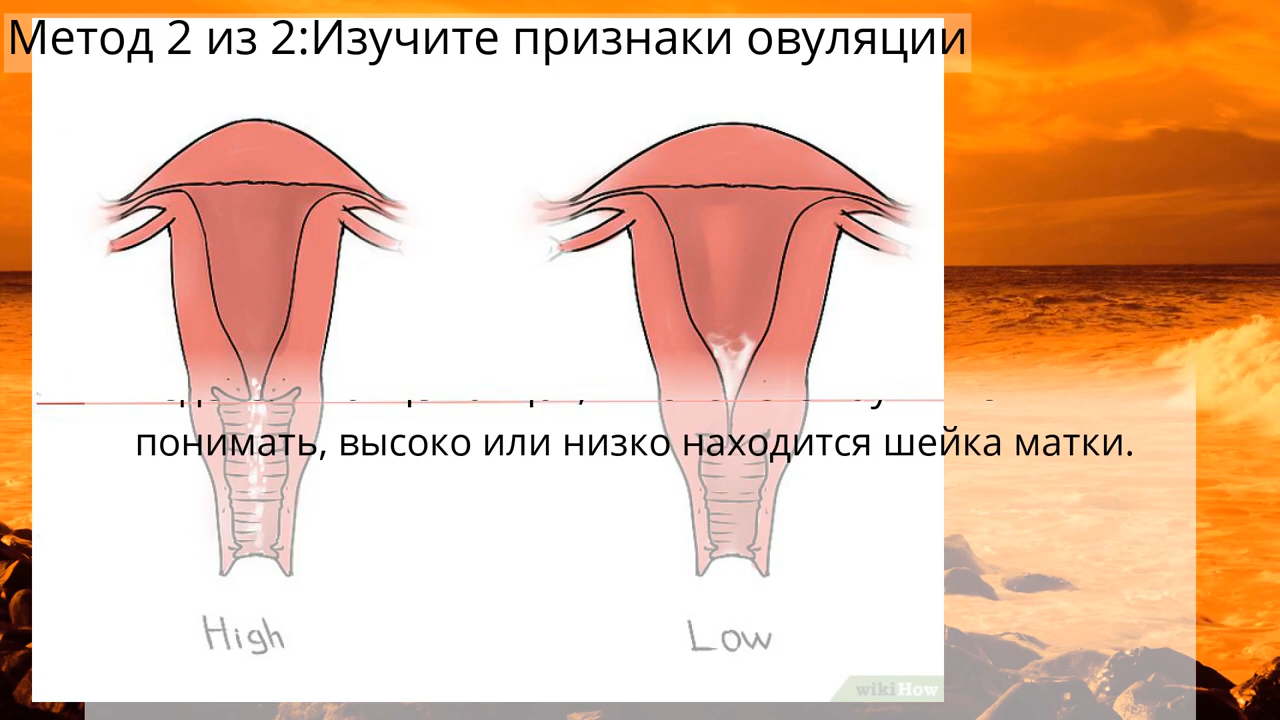 Метод 2 из 2:Изучите признаки овуляции
понимать, высоко или низко находится шейка матки.
High
Low
wikiHow